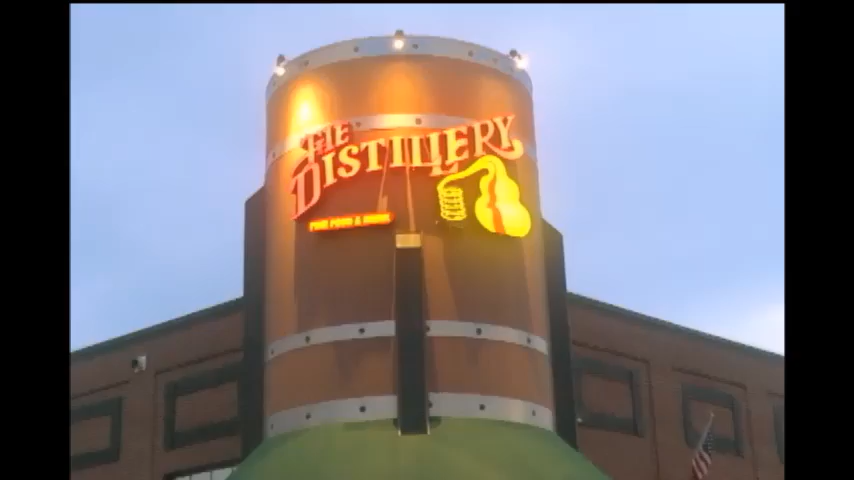 THE
DISTILLERY
FINE FOOD & DRINK